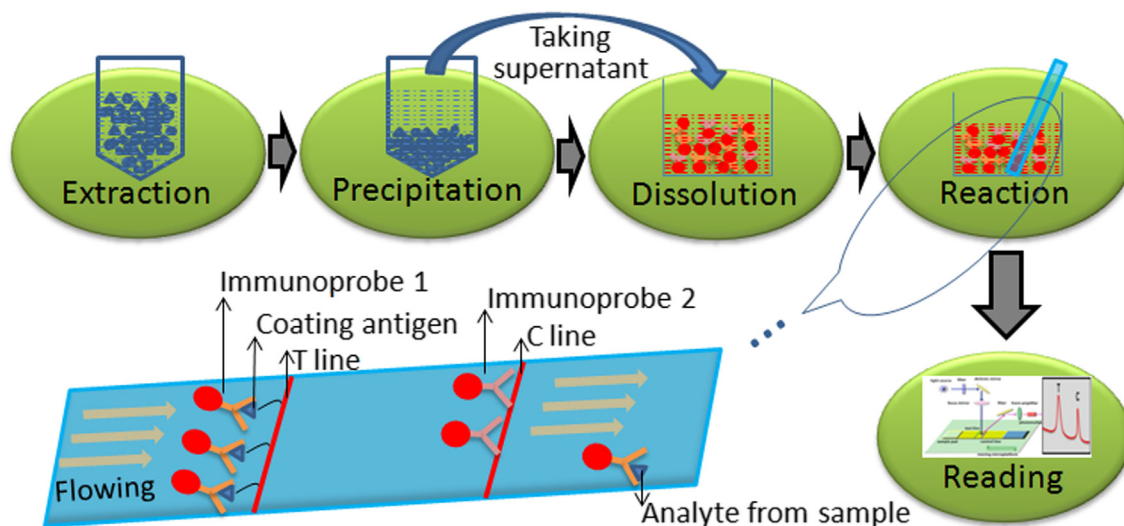 Taking
supernatant
Extraction
Precipitation
Dissolution
Reaction
Immunoprobe 1
Coating antigen
T line
Immunoprobe 2
C line
Flowing
Analyte from sample
T
C
Reading